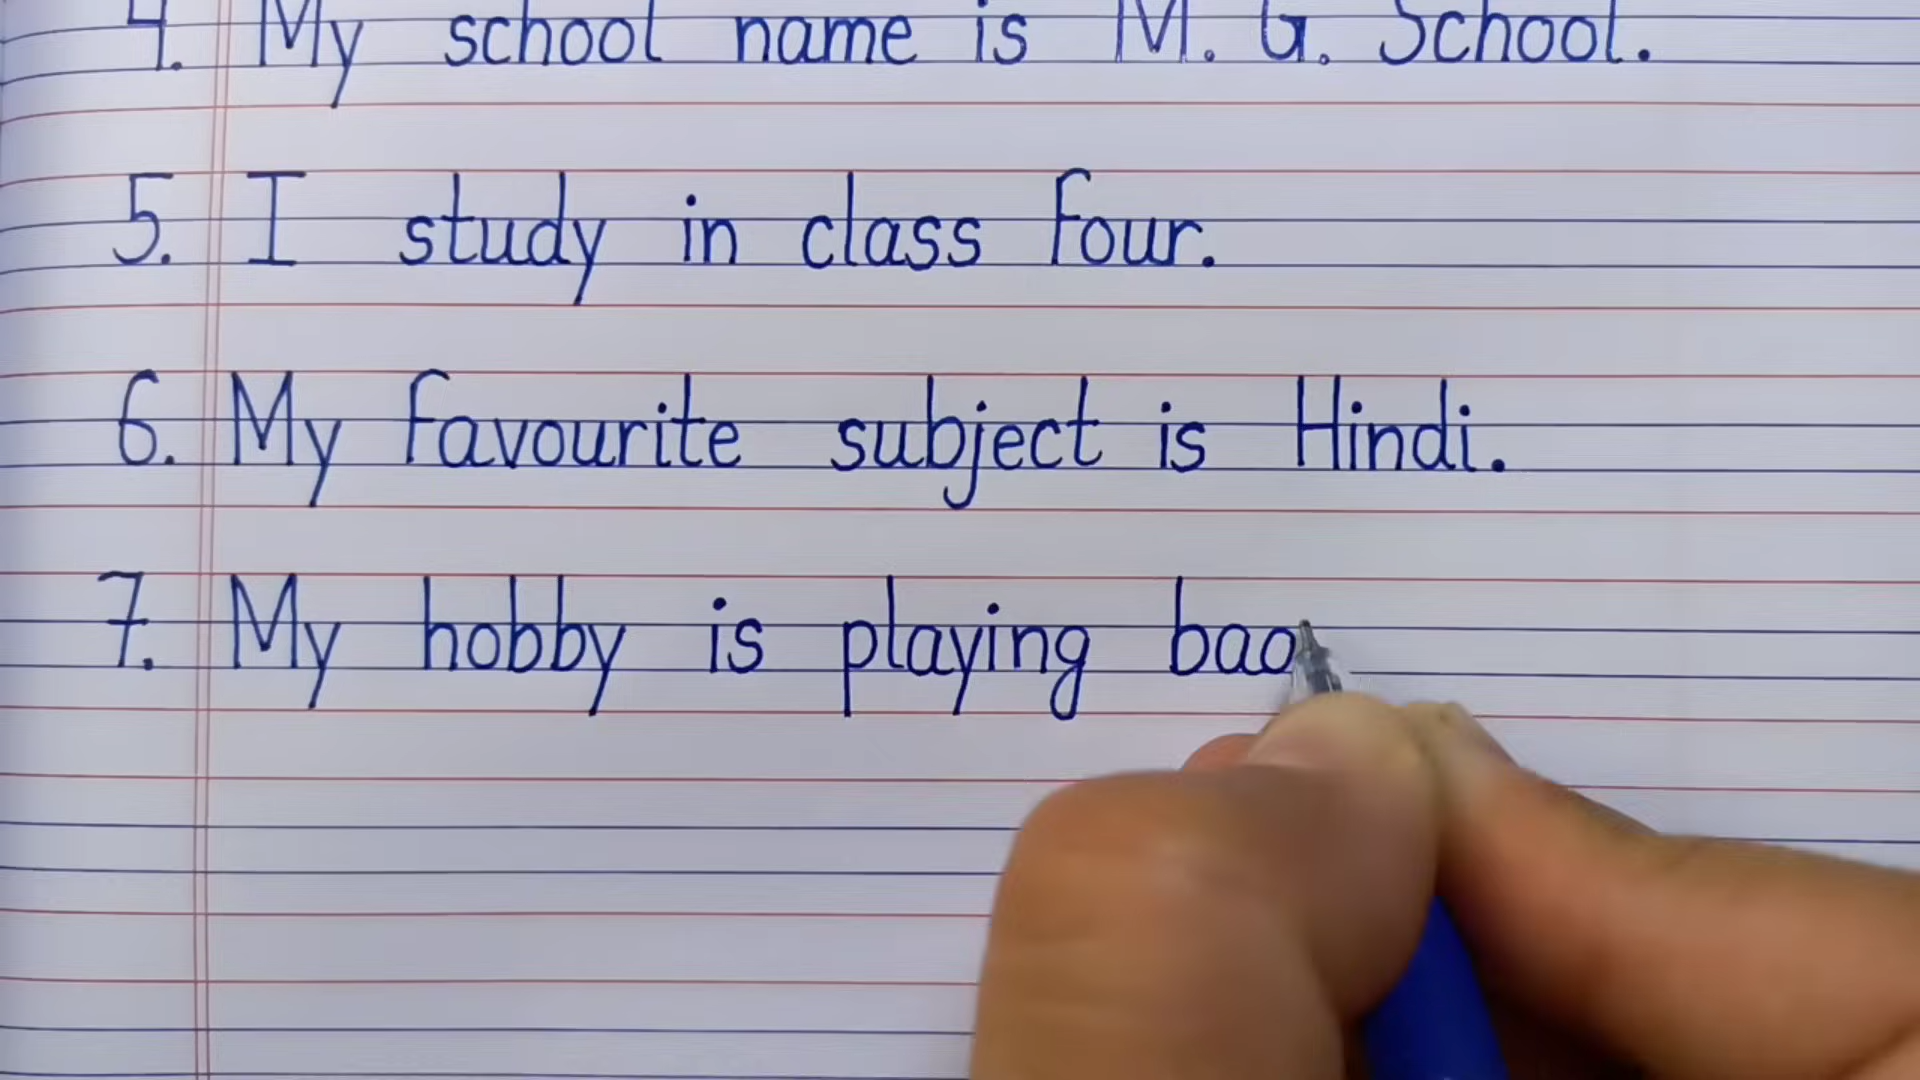 4. My school name is M. G. School.
5. I study in class four.
6. My favourite subject is Hindi.
7. My hobby is playing